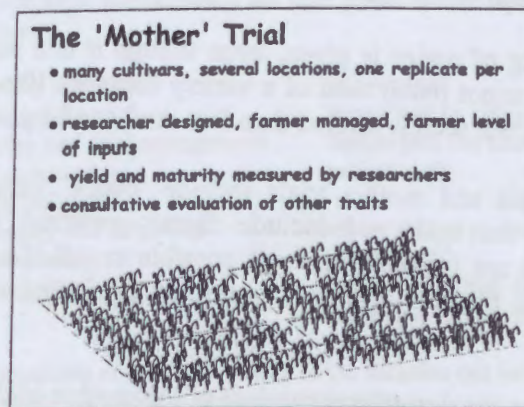 The 'Mother' Trial
• many cultivars, several locations, one replicate per
location
• researcher designed, farmer managed, farmer level
of inputs
• yield and maturity measured by researchers
• consultative evaluation of other traits